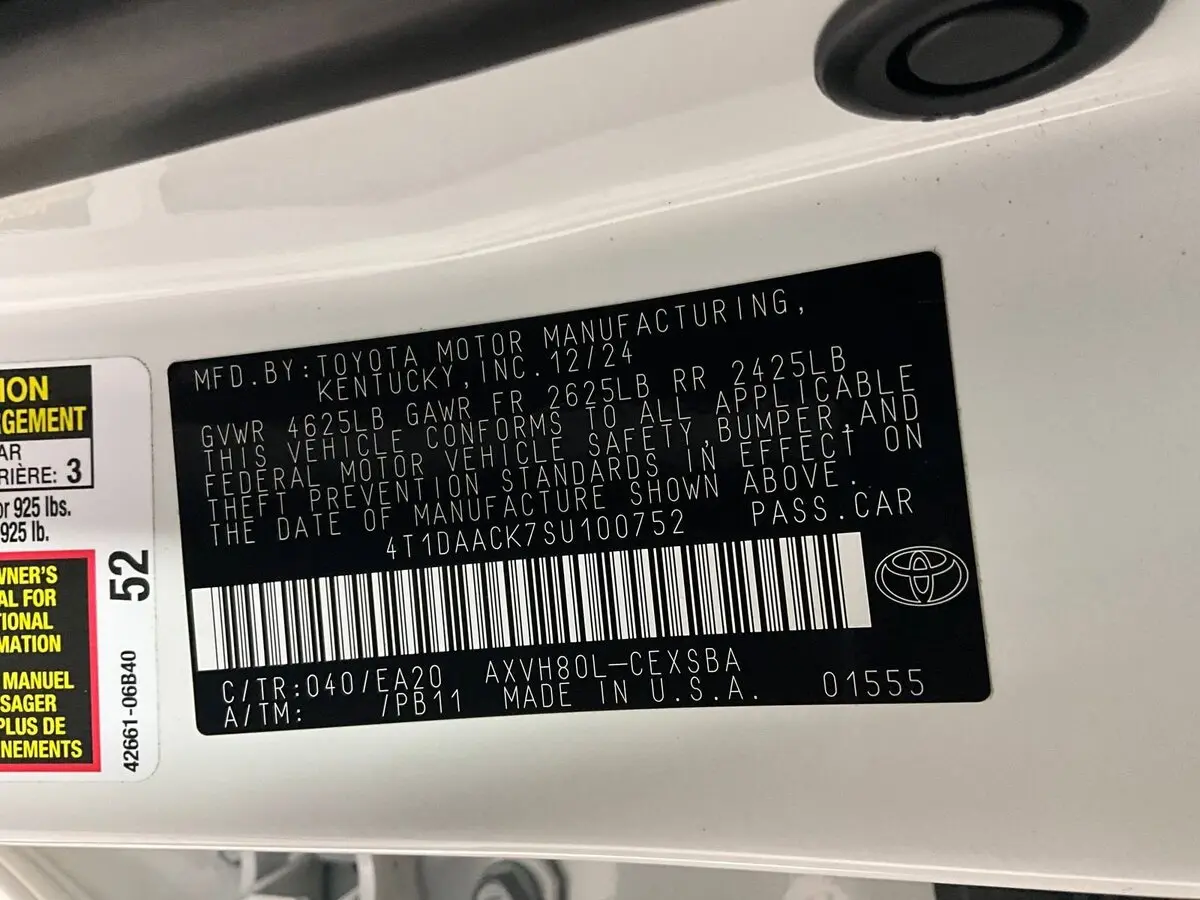 MFD.BY:TOYOTA MOTOR MANUFACTURING,
KENTUCKY,INC.12/24
GVWR 4625LB GAWR FR 2625LB RR 2425LB
THIS VEHICLE CONFORMS TO ALL APPLICABLE
FEDERAL MOTOR VEHICLE SAFETY,BUMPER,AND
THEFT PREVENTION STANDARDS IN EFFECT ON
THE DATE OF MANUFACTURE SHOWN ABOVE.
4T1DAACK7SU100752 PASS.CAR
C/TR:040/EA20 AXVH80L-CEXSBA
A/TM: /PB11 MADE IN U.S.A. 01555
ION
RGEMENT
AR
RIÈRE: 3
or 925 lbs.
925 lb.
WNER'S
AL FOR
TIONAL
MATION
MANUEL
SAGER
PLUS DE
NEMENTS
52
42661-06B40